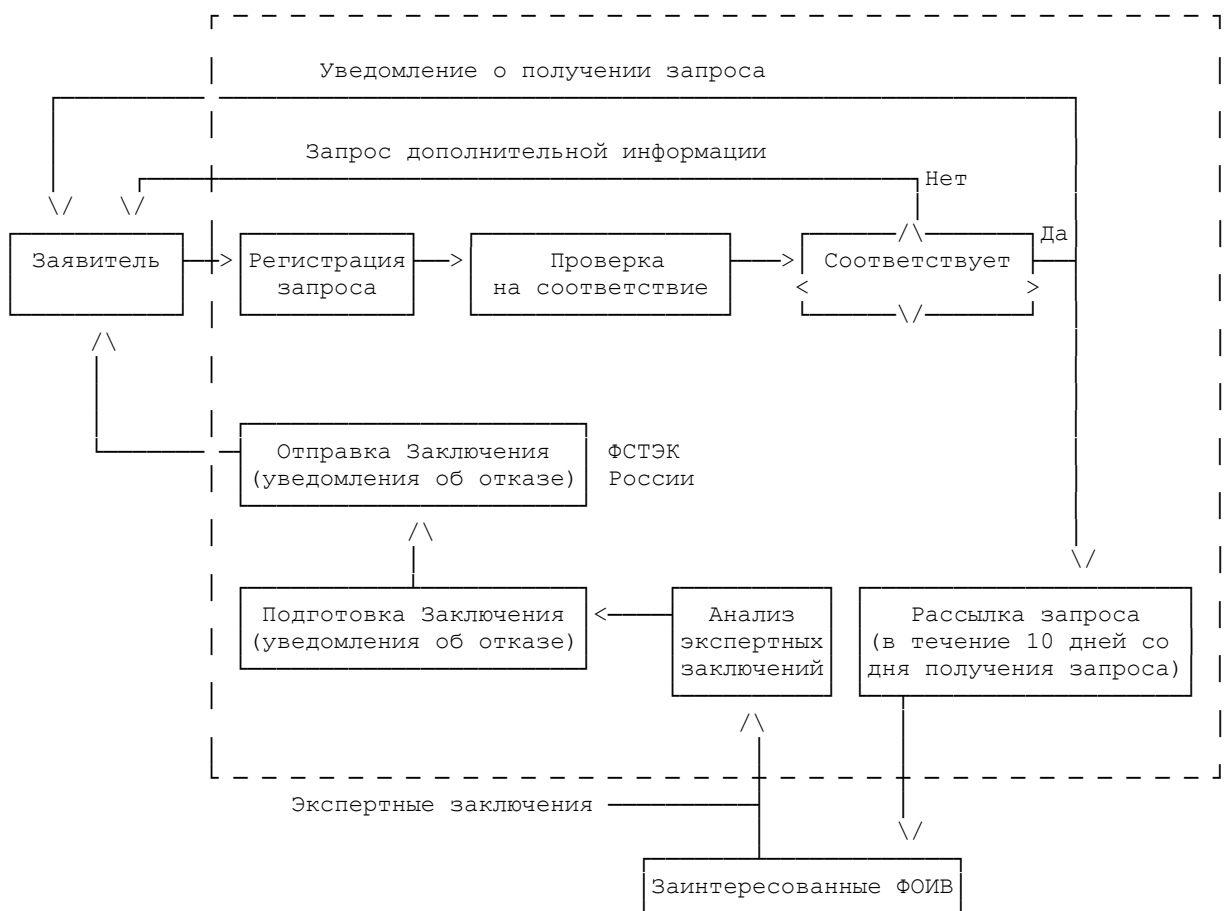 Уведомление о получении запроса
Запрос дополнительной информации
Нет
Да
Заявитель
Регистрация
запроса
Проверка
на соответствие
Соответствует
Отправка Заключения
(уведомления об отказе)
ФСТЭК
России
Подготовка Заключения
(уведомления об отказе)
Анализ
экспертных
заключений
Рассылка запроса
(в течение 10 дней со
дня получения запроса)
Экспертные заключения
Заинтересованные ФОИВ